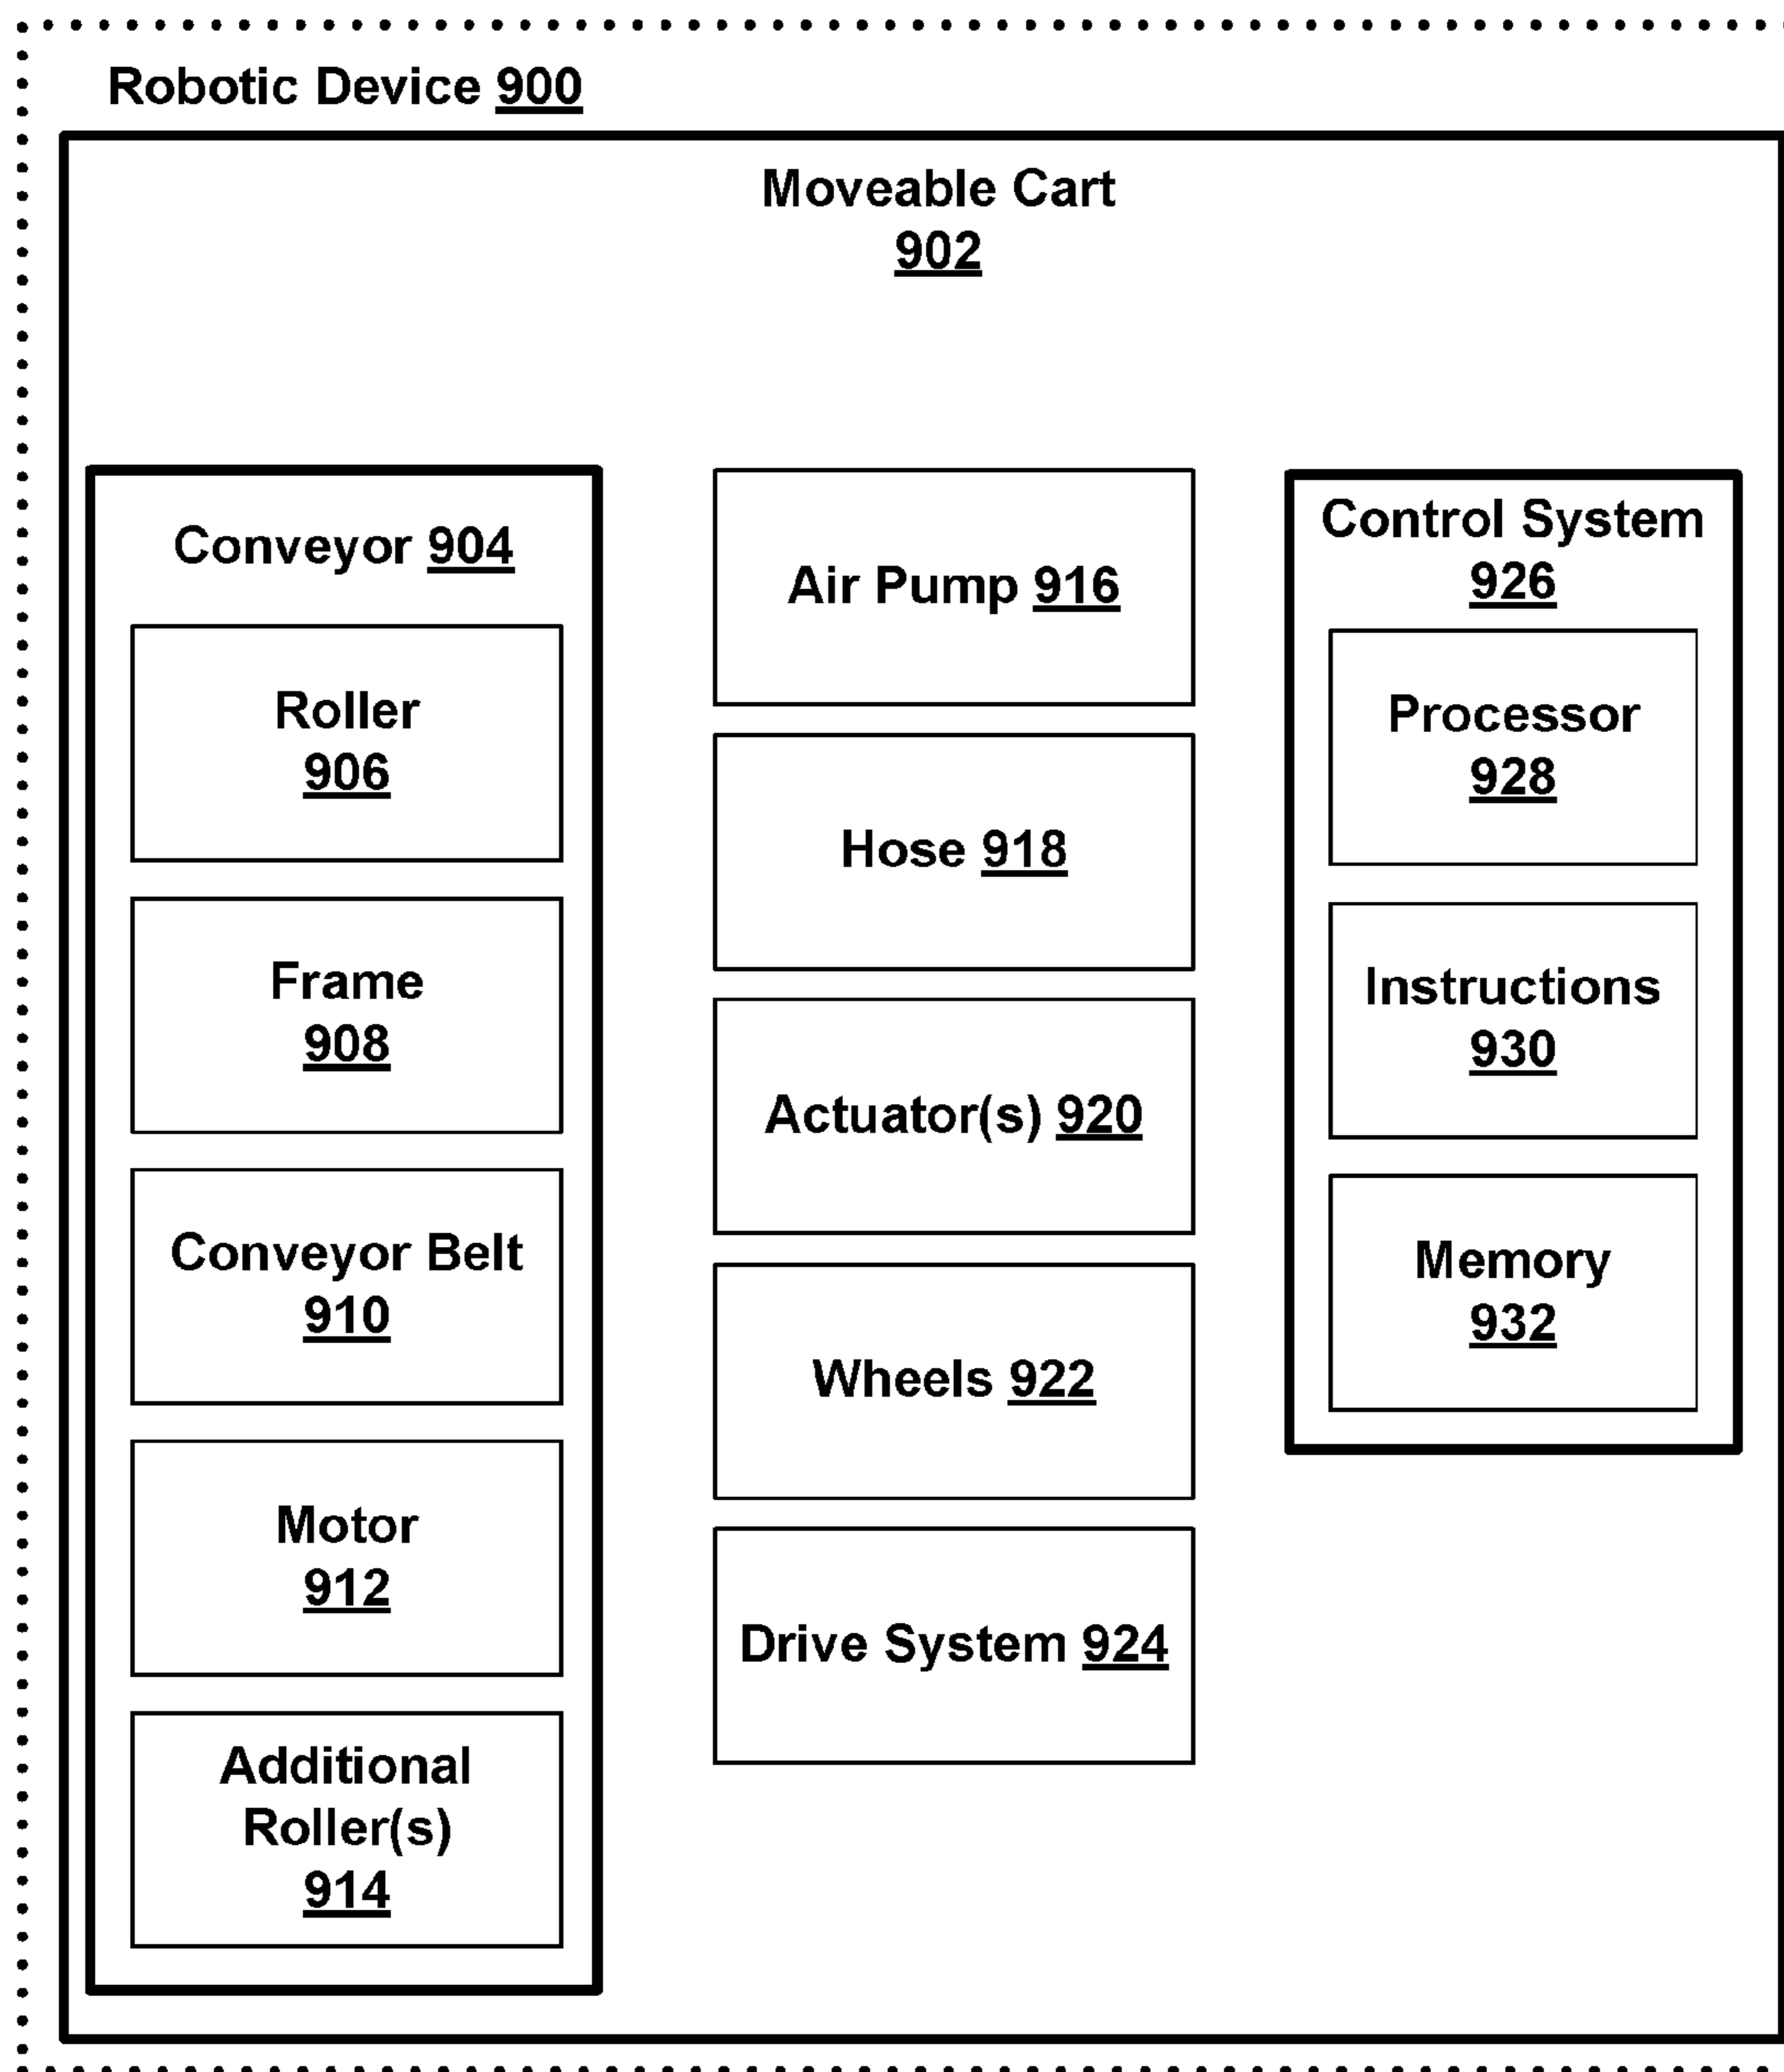 Robotic Device 900
Moveable Cart
902
Conveyor 904
Roller
906
Frame
908
Conveyor Belt
910
Motor
912
Additional
Roller(s)
914
Air Pump 916
Hose 918
Actuator(s) 920
Wheels 922
Drive System 924
Control System
926
Processor
928
Instructions
930
Memory
932